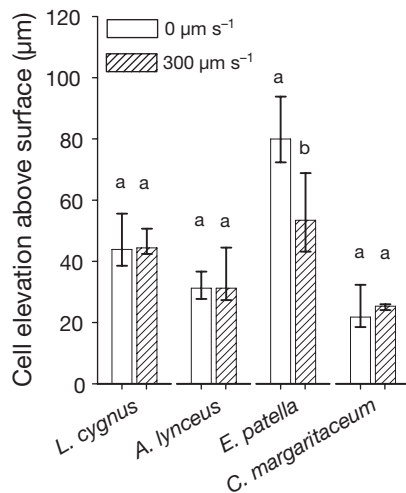 0 µm s⁻¹
300 µm s⁻¹
Cell elevation above surface (µm)
120
100
80
60
40
20
0
a a
a a
a
b
a a
L. cygnus
A. lynceus
E. patella
C. margaritaceum